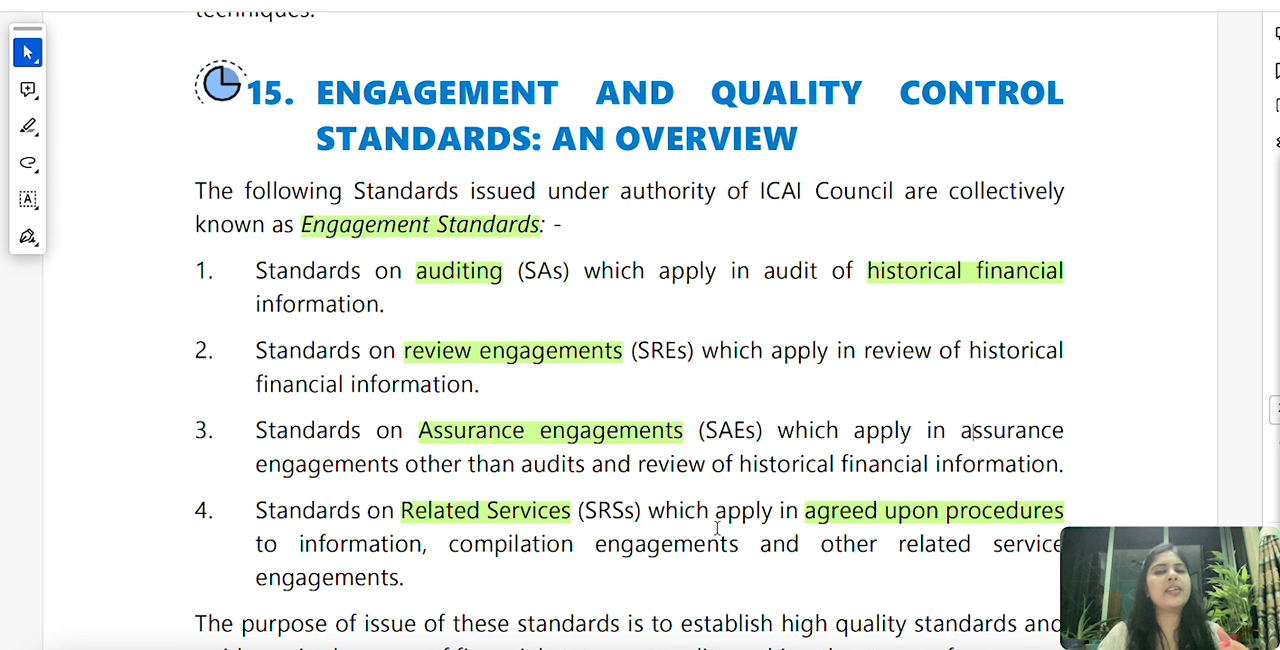 techniques.
15. ENGAGEMENT AND QUALITY CONTROL
STANDARDS: AN OVERVIEW
The following Standards issued under authority of ICAI Council are collectively
known as Engagement Standards: -
1. Standards on auditing (SAs) which apply in audit of historical financial
information.
2. Standards on review engagements (SREs) which apply in review of historical
financial information.
3. Standards on Assurance engagements (SAEs) which apply in assurance
engagements other than audits and review of historical financial information.
4. Standards on Related Services (SRSs) which apply in agreed upon procedures
to information, compilation engagements and other related service
engagements.
The purpose of issue of these standards is to establish high quality standards and